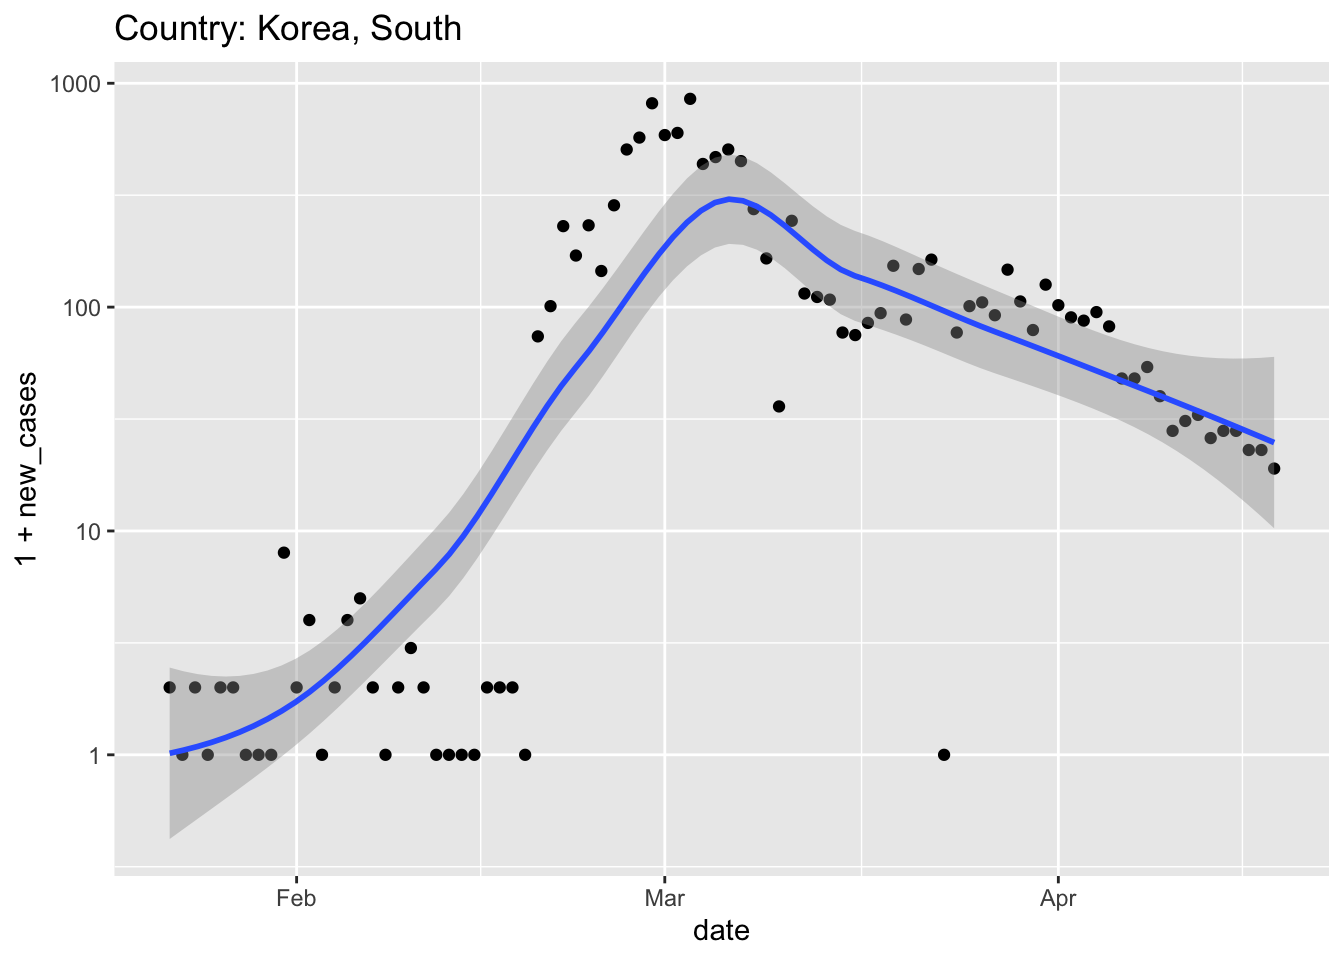 Country: Korea, South
1000
100
10
1
1 + new_cases
Feb Mar Apr
date